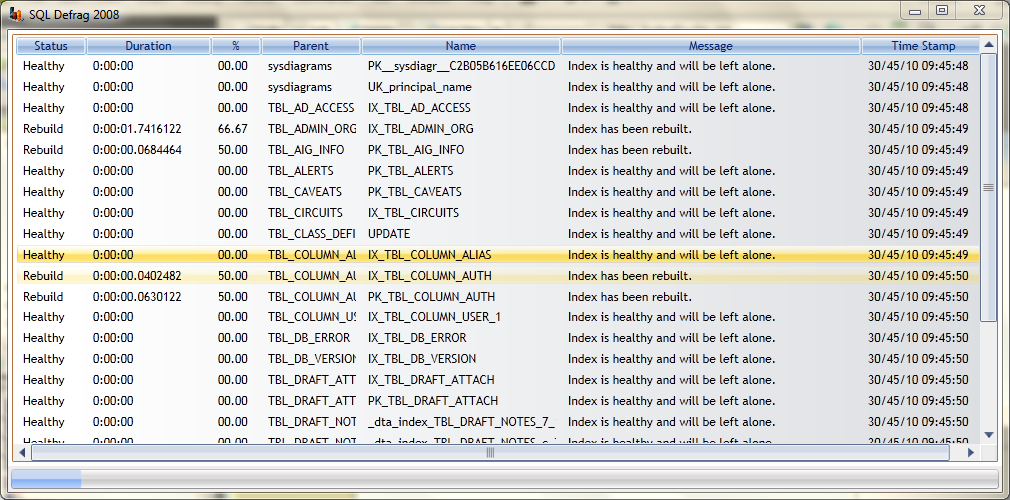 SQL Defrag 2008
Status Duration % Parent Name Message Time Stamp
Healthy 0:00:00 00.00 sysdiagrams PK__sysdiagr__C2B05B616EE06CCD Index is healthy and will be left alone. 30/45/10 09:45:48
Healthy 0:00:00 00.00 sysdiagrams UK_principal_name Index is healthy and will be left alone. 30/45/10 09:45:48
Healthy 0:00:00 00.00 TBL_AD_ACCESS IX_TBL_AD_ACCESS Index is healthy and will be left alone. 30/45/10 09:45:48
Rebuild 0:00:01.7416122 66.67 TBL_ADMIN_ORG IX_TBL_ADMIN_ORG Index has been rebuilt. 30/45/10 09:45:49
Rebuild 0:00:00.0684464 50.00 TBL_AIG_INFO PK_TBL_AIG_INFO Index has been rebuilt. 30/45/10 09:45:49
Healthy 0:00:00 00.00 TBL_ALERTS PK_TBL_ALERTS Index is healthy and will be left alone. 30/45/10 09:45:49
Healthy 0:00:00 00.00 TBL_CAVEATS PK_TBL_CAVEATS Index is healthy and will be left alone. 30/45/10 09:45:49
Healthy 0:00:00 00.00 TBL_CIRCUITS IX_TBL_CIRCUITS Index is healthy and will be left alone. 30/45/10 09:45:49
Healthy 0:00:00 00.00 TBL_CLASS_DEFI UPDATE Index is healthy and will be left alone. 30/45/10 09:45:49
Healthy 0:00:00 00.00 TBL_COLUMN_AL IX_TBL_COLUMN_ALIAS Index is healthy and will be left alone. 30/45/10 09:45:49
Rebuild 0:00:00.0402482 50.00 TBL_COLUMN_AU IX_TBL_COLUMN_AUTH Index has been rebuilt. 30/45/10 09:45:50
Rebuild 0:00:00.0630122 50.00 TBL_COLUMN_AU PK_TBL_COLUMN_AUTH Index has been rebuilt. 30/45/10 09:45:50
Healthy 0:00:00 00.00 TBL_COLUMN_US IX_TBL_COLUMN_USER_1 Index is healthy and will be left alone. 30/45/10 09:45:50
Healthy 0:00:00 00.00 TBL_DB_ERROR IX_TBL_DB_ERROR Index is healthy and will be left alone. 30/45/10 09:45:50
Healthy 0:00:00 00.00 TBL_DB_VERSION IX_TBL_DB_VERSION Index is healthy and will be left alone. 30/45/10 09:45:50
Healthy 0:00:00 00.00 TBL_DRAFT_ATT IX_TBL_DRAFT_ATTACH Index is healthy and will be left alone. 30/45/10 09:45:50
Healthy 0:00:00 00.00 TBL_DRAFT_ATT PK_TBL_DRAFT_ATTACH Index is healthy and will be left alone. 30/45/10 09:45:50
Healthy 0:00:00 00.00 TBL_DRAFT_NOT _dta_index_TBL_DRAFT_NOTES_7_ Index is healthy and will be left alone. 30/45/10 09:45:50
Healthy 0:00:00 00.00 TBL_DRAFT_NOT _dta_index_TBL_DRAFT_NOTES_c_ Index is healthy and will be left alone. 30/45/10 09:45:50